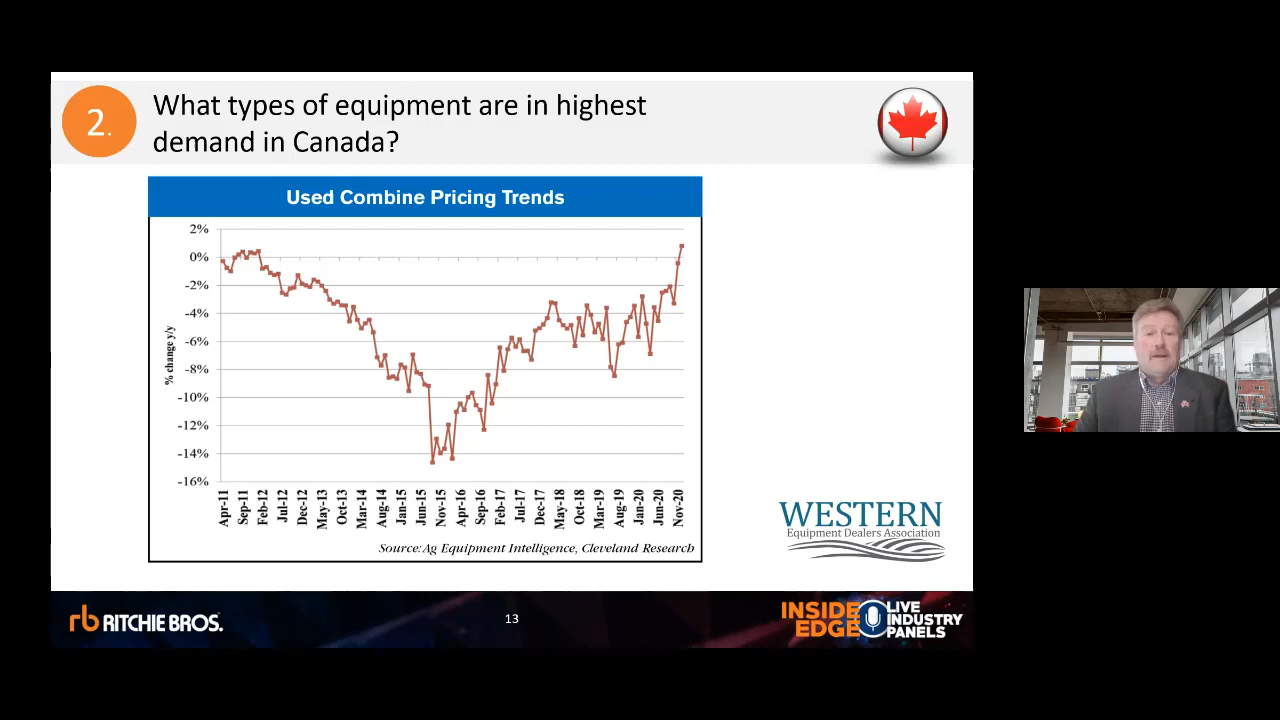 2.
What types of equipment are in highest
demand in Canada?
Used Combine Pricing Trends
2%
0%
-2%
-4%
-6%
-8%
-10%
-12%
-14%
-16%
% change y/y
Apr-11
Sep-11
Feb-12
Jul-12
Dec-12
May-13
Oct-13
Mar-14
Aug-14
Jan-15
Jun-15
Nov-15
Apr-16
Sep-16
Feb-17
Jul-17
Dec-17
May-18
Oct-18
Mar-19
Aug-19
Jan-20
Jun-20
Nov-20
Source: Ag Equipment Intelligence, Cleveland Research
WESTERN
Equipment Dealers Association
rb RITCHIE BROS.
13
INSIDE
EDGE
LIVE
INDUSTRY
PANELS